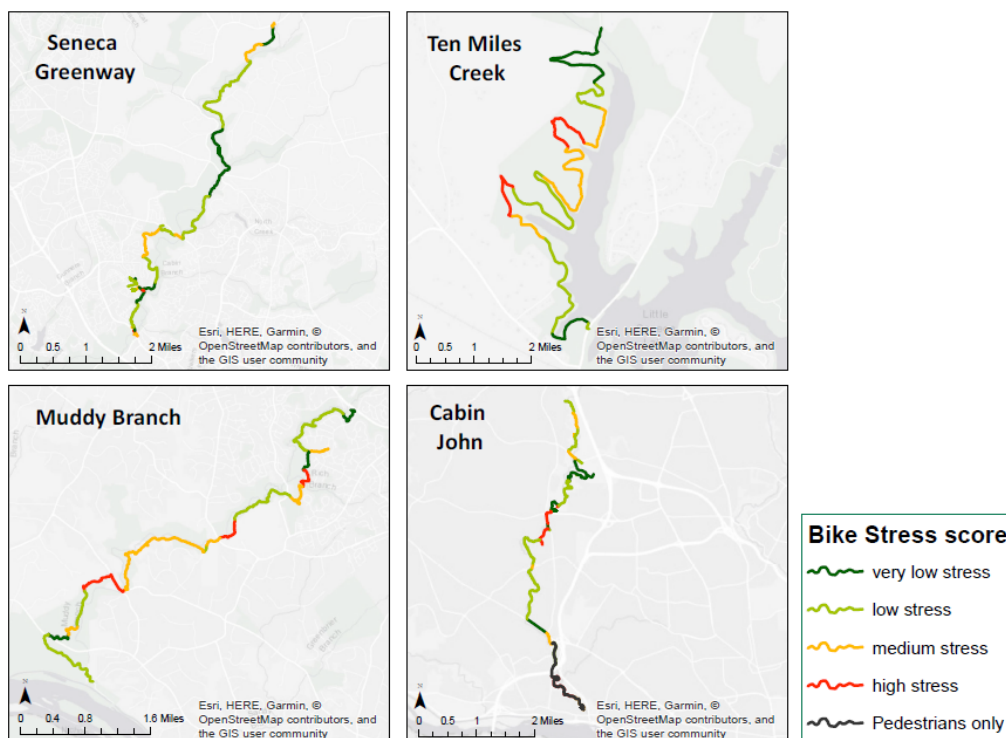 Seneca
Greenway
Esri, HERE, Garmin, ©
OpenStreetMap contributors, and
the GIS user community
0 0.5 1 2 Miles
Ten Miles
Creek
Little
Esri, HERE, Garmin, ©
OpenStreetMap contributors, and
the GIS user community
0 0.5 1 2 Miles
Muddy Branch
Muddy
Branch
Esri, HERE, Garmin, ©
OpenStreetMap contributors, and
the GIS user community
0 0.4 0.8 1.6 Miles
Cabin
John
Esri, HERE, Garmin, ©
OpenStreetMap contributors, and
the GIS user community
0 0.5 1 2 Miles
Bike Stress score
very low stress
low stress
medium stress
high stress
Pedestrians only